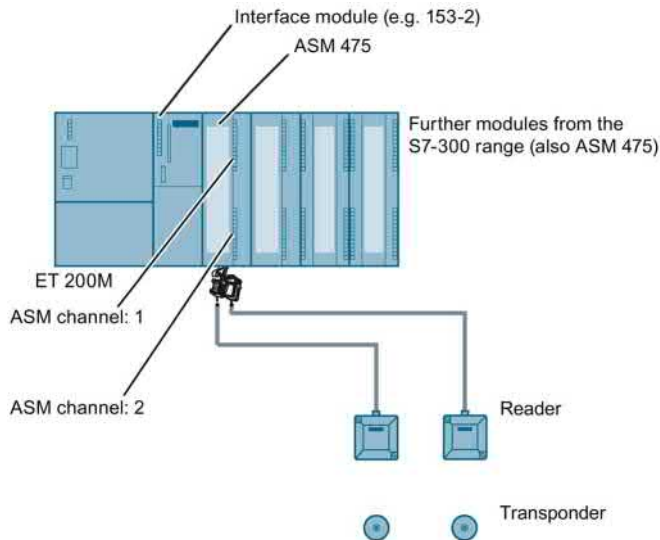 Interface module (e.g. 153-2)
ASM 475
Further modules from the
S7-300 range (also ASM 475)
ET 200M
ASM channel: 1
ASM channel: 2
Reader
Transponder